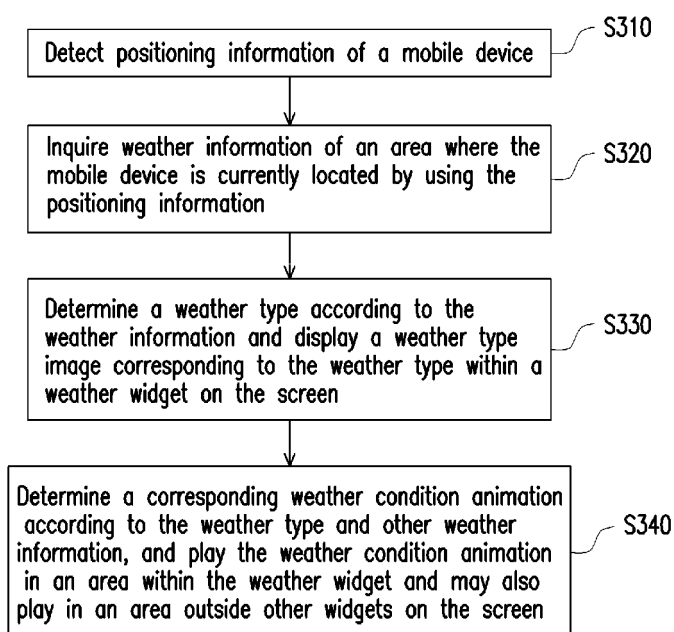 Detect positioning information of a mobile device
S310
Inquire weather information of an area where the
mobile device is currently located by using the
positioning information
S320
Determine a weather type according to the
weather information and display a weather type
image corresponding to the weather type within a
weather widget on the screen
S330
Determine a corresponding weather condition animation
according to the weather type and other weather
information, and play the weather condition animation
in an area within the weather widget and may also
play in an area outside other widgets on the screen
S340